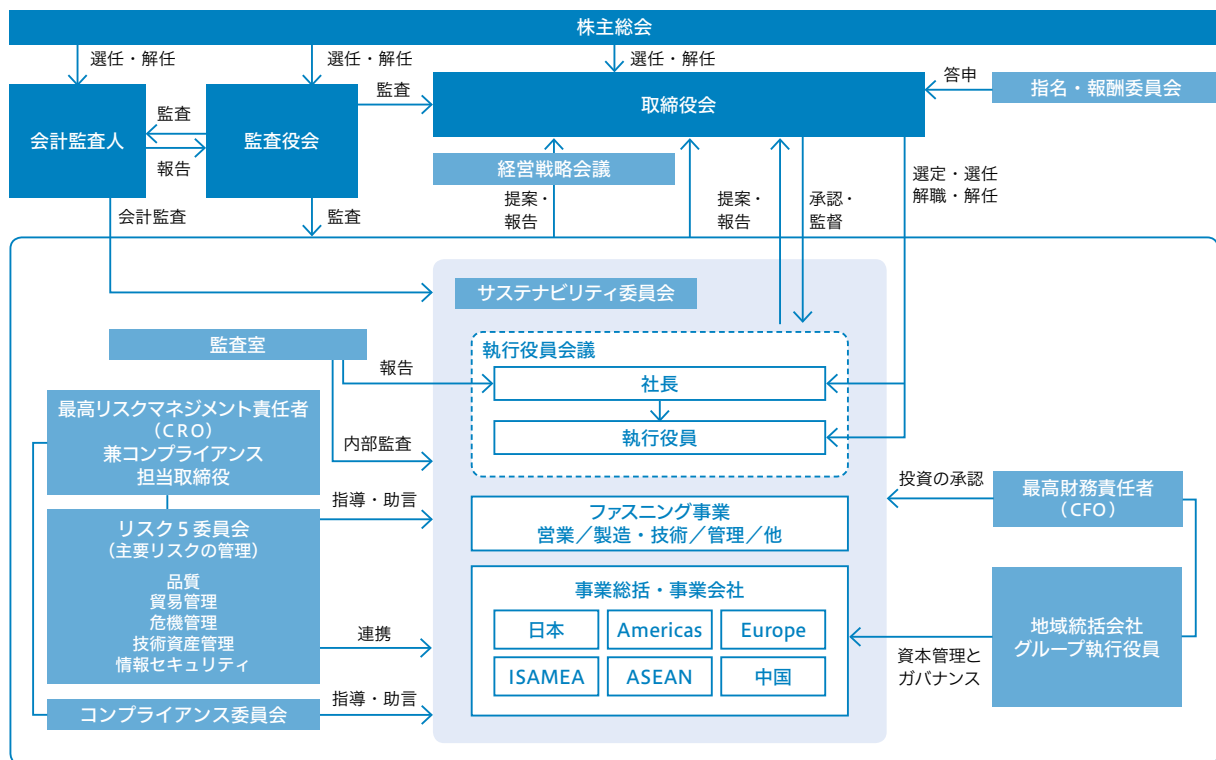 株主総会
選任・解任
選任・解任
選任・解任
会計監査人
監査
報告
監査役会
監査
取締役会
答申
指名・報酬委員会
経営戦略会議
会計監査
監査
提案・
報告
提案・
報告
承認・
監督
選定・選任
解職・解任
サステナビリティ委員会
監査室
報告
執行役員会議
社長
執行役員
最高リスクマネジメント責任者
（CRO）
兼コンプライアンス
担当取締役
内部監査
指導・助言
リスク5委員会
（主要リスクの管理）
品質
貿易管理
危機管理
技術資産管理
情報セキュリティ
連携
コンプライアンス委員会
指導・助言
ファスニング事業
営業／製造・技術／管理／他
事業総括・事業会社
日本
Americas
Europe
ISAMEA
ASEAN
中国
投資の承認
最高財務責任者
（CFO）
資本管理と
ガバナンス
地域統括会社
グループ執行役員